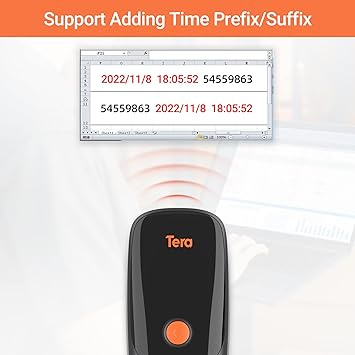 Support Adding Time Prefix/Suffix
2022/11/8 18:05:52 54559863
54559863 2022/11/8 18:05:52
Tera